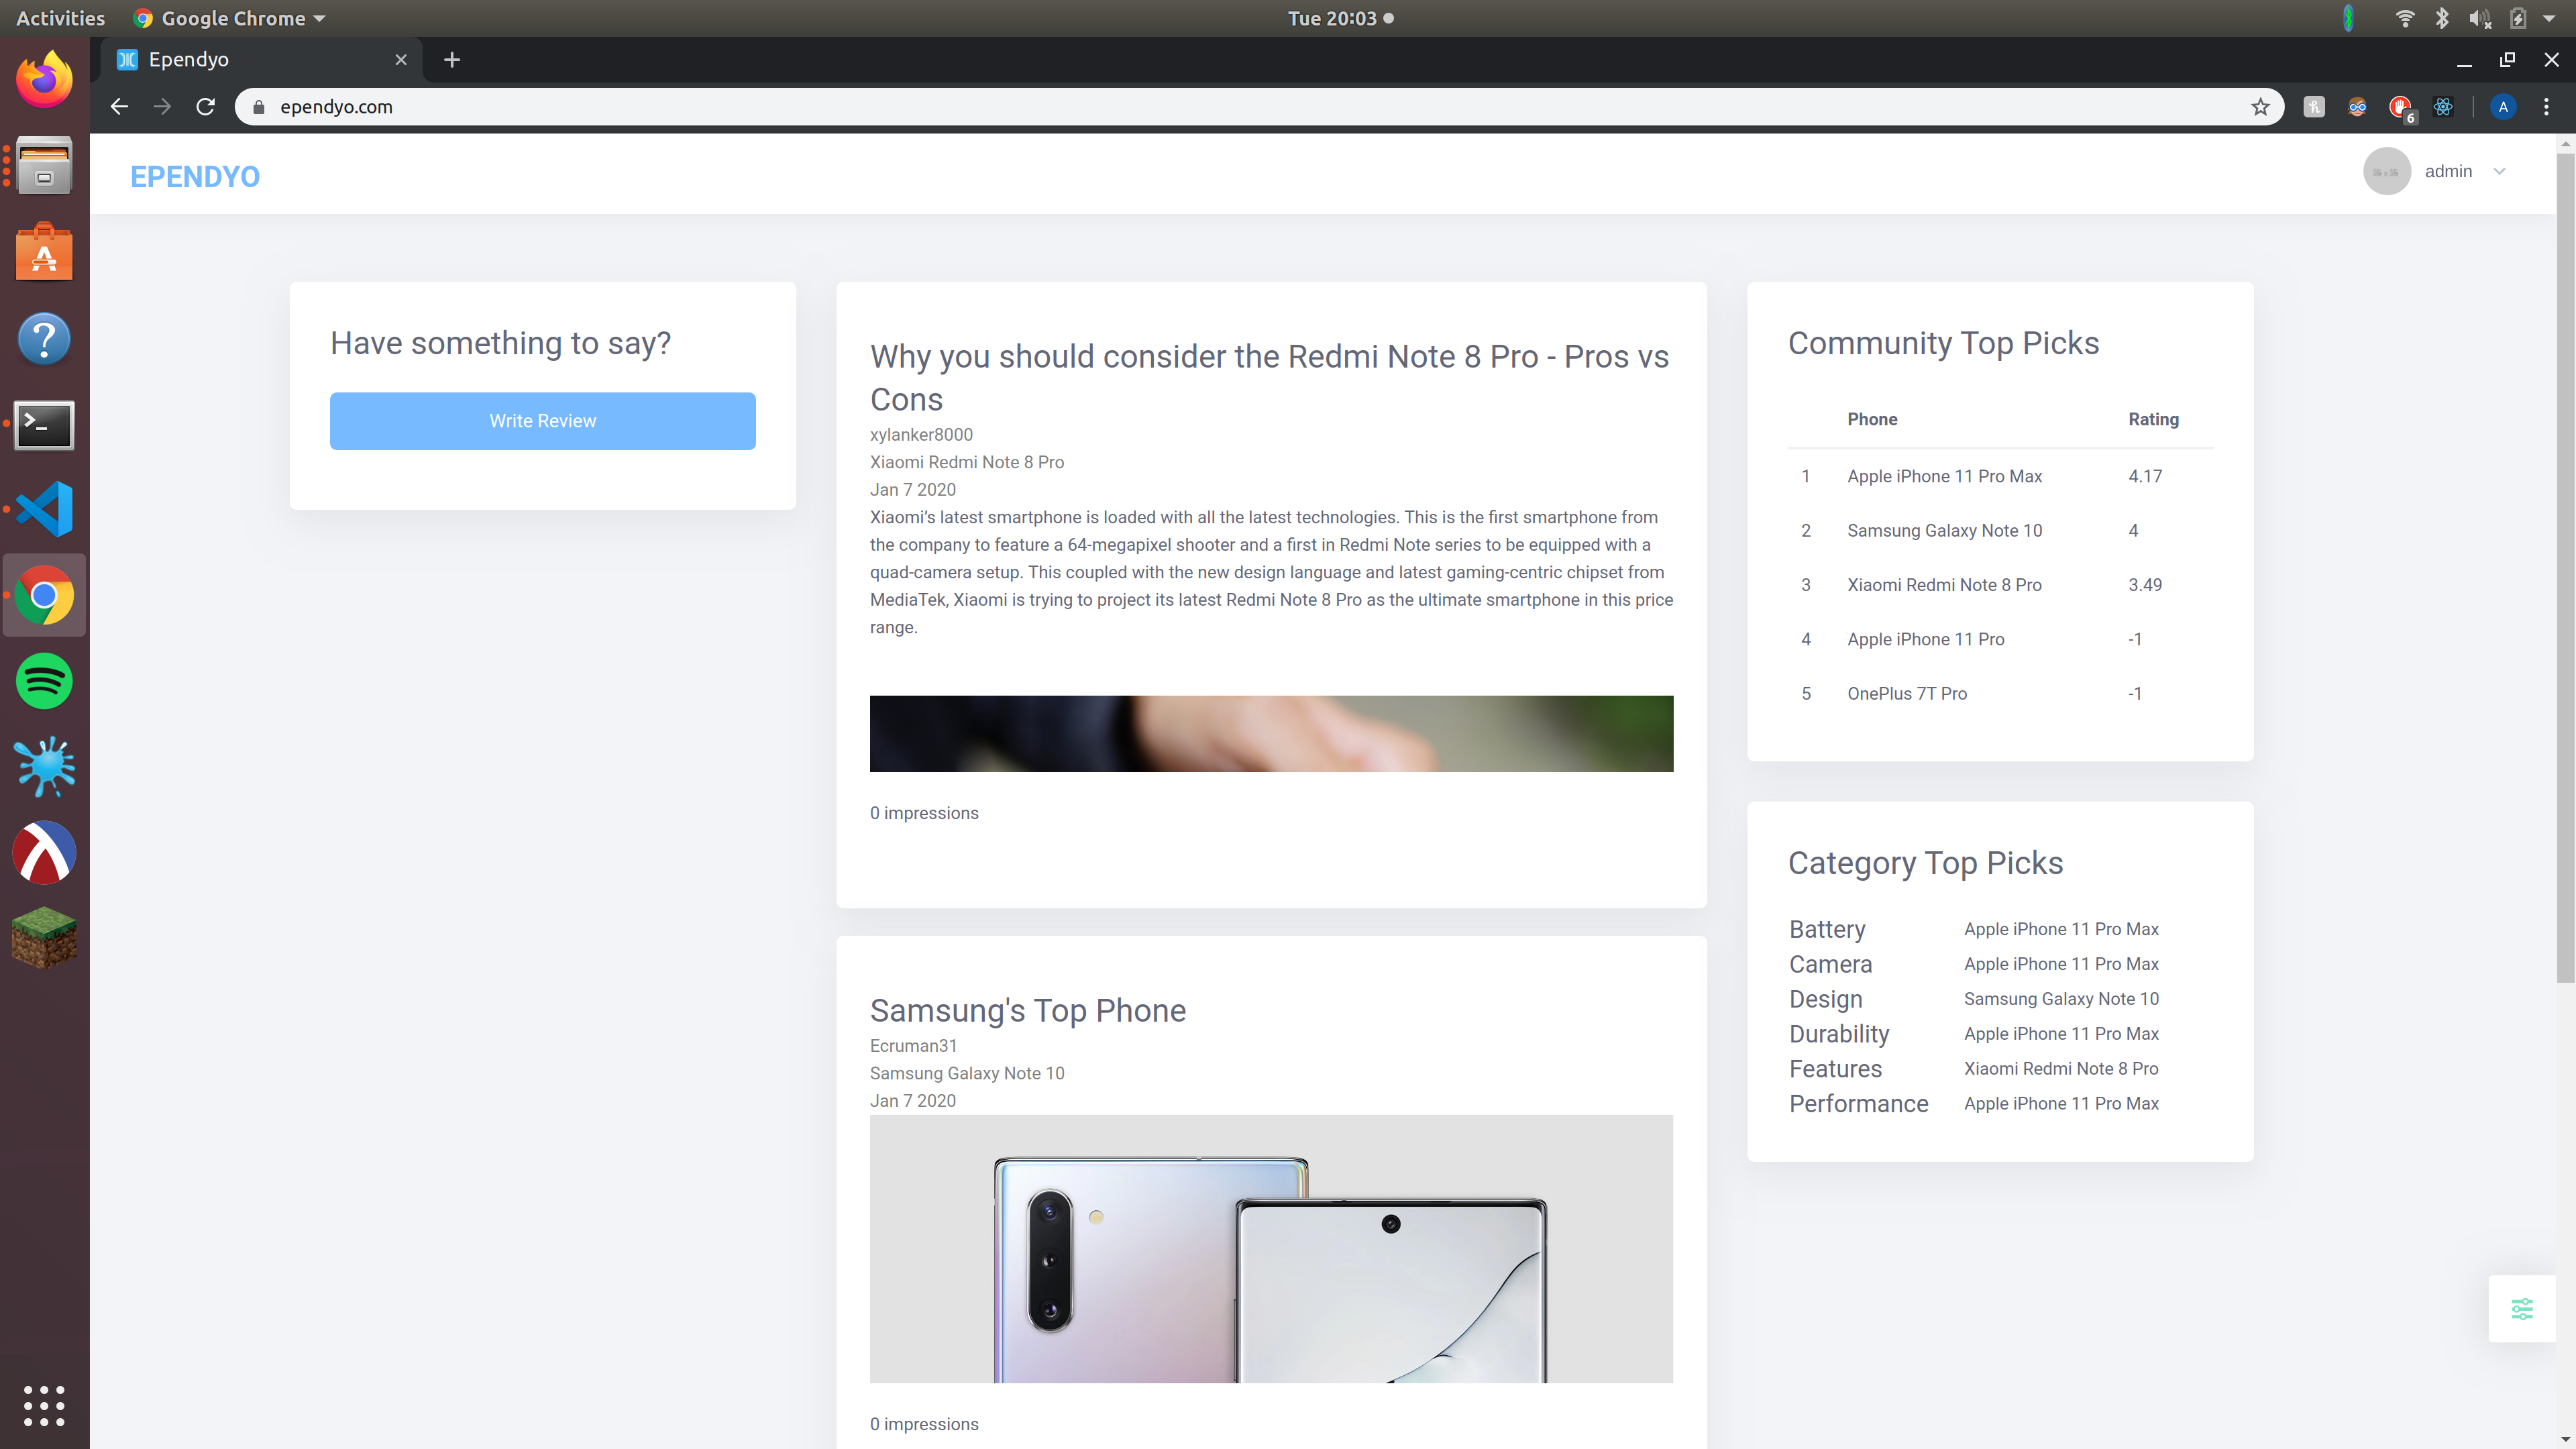 Activities
Google Chrome
Tue 20:03
Ependyo
ependyo.com
6
A
EPENDYO
admin
Have something to say?
Write Review
Why you should consider the Redmi Note 8 Pro - Pros vs
Cons
xylanker8000
Xiaomi Redmi Note 8 Pro
Jan 7 2020
Xiaomi’s latest smartphone is loaded with all the latest technologies. This is the first smartphone from
the company to feature a 64-megapixel shooter and a first in Redmi Note series to be equipped with a
quad-camera setup. This coupled with the new design language and latest gaming-centric chipset from
MediaTek, Xiaomi is trying to project its latest Redmi Note 8 Pro as the ultimate smartphone in this price
range.
0 impressions
Samsung's Top Phone
Ecruman31
Samsung Galaxy Note 10
Jan 7 2020
0 impressions
Community Top Picks
Phone Rating
1 Apple iPhone 11 Pro Max 4.17
2 Samsung Galaxy Note 10 4
3 Xiaomi Redmi Note 8 Pro 3.49
4 Apple iPhone 11 Pro -1
5 OnePlus 7T Pro -1
Category Top Picks
Battery Apple iPhone 11 Pro Max
Camera Apple iPhone 11 Pro Max
Design Samsung Galaxy Note 10
Durability Apple iPhone 11 Pro Max
Features Xiaomi Redmi Note 8 Pro
Performance Apple iPhone 11 Pro Max